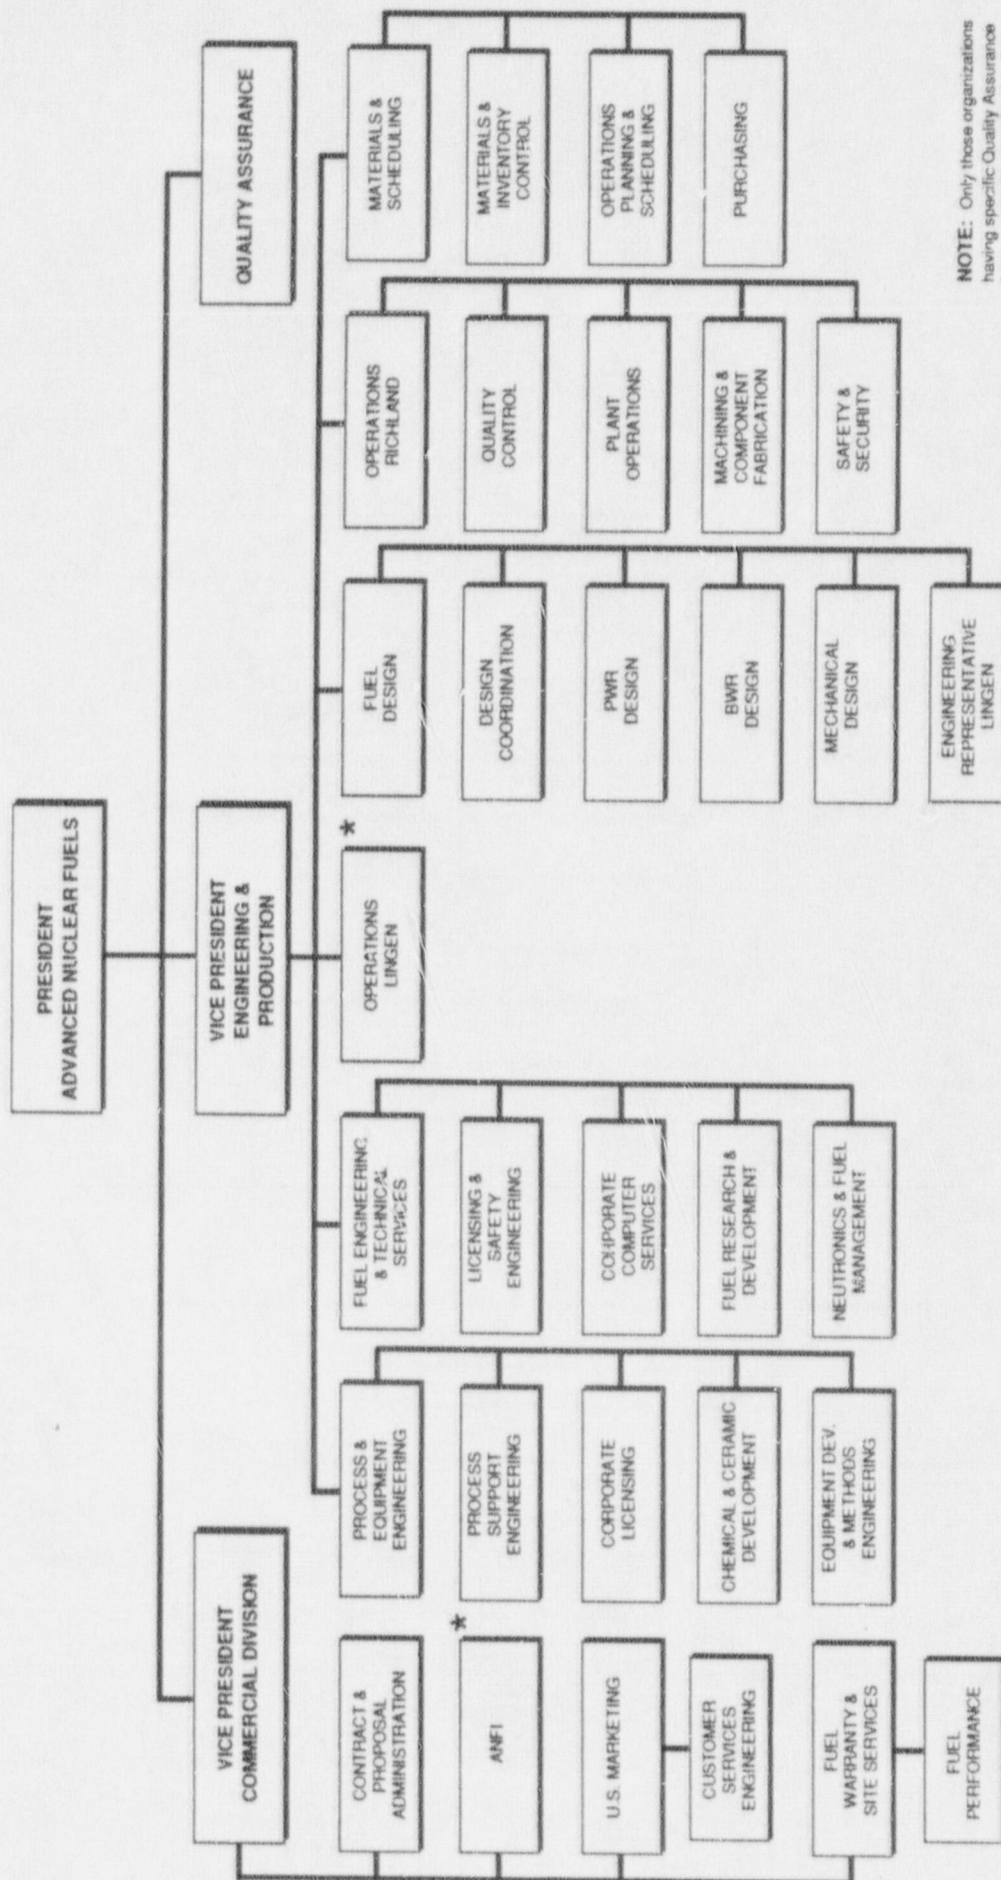 PRESIDENT
ADVANCED NUCLEAR FUELS
VICE PRESIDENT
COMMERCIAL DIVISION
VICE PRESIDENT
ENGINEERING &
PRODUCTION
QUALITY ASSURANCE
CONTRACT &
PROPOSAL
ADMINISTRATION
*
ANFI
U.S. MARKETING
CUSTOMER
SERVICES
ENGINEERING
FUEL
WARRANTY &
SITE SERVICES
FUEL
PERFORMANCE
PROCESS &
EQUIPMENT
ENGINEERING
PROCESS
SUPPORT
ENGINEERING
CORPORATE
LICENSING
CHEMICAL & CERAMIC
DEVELOPMENT
EQUIPMENT DEV.
& METHODS
ENGINEERING
FUEL ENGINEERING
& TECHNICAL
SERVICES
LICENSING &
SAFETY
ENGINEERING
CORPORATE
COMPUTER
SERVICES
FUEL RESEARCH &
DEVELOPMENT
NEUTRONICS & FUEL
MANAGEMENT
OPERATIONS
LINGEN
*
FUEL
DESIGN
DESIGN
COORDINATION
PWR
DESIGN
BWR
DESIGN
MECHANICAL
DESIGN
ENGINEERING
REPRESENTATIVE
LINGEN
OPERATIONS
RICHLAND
QUALITY
CONTROL
PLANT
OPERATIONS
MACHINING &
COMPONENT
FABRICATION
SAFETY &
SECURITY
MATERIALS &
SCHEDULING
MATERIALS &
INVENTORY
CONTROL
OPERATIONS
PLANNING &
SCHEDULING
PURCHASING
NOTE: Only those organizations
having specific Quality Assurance